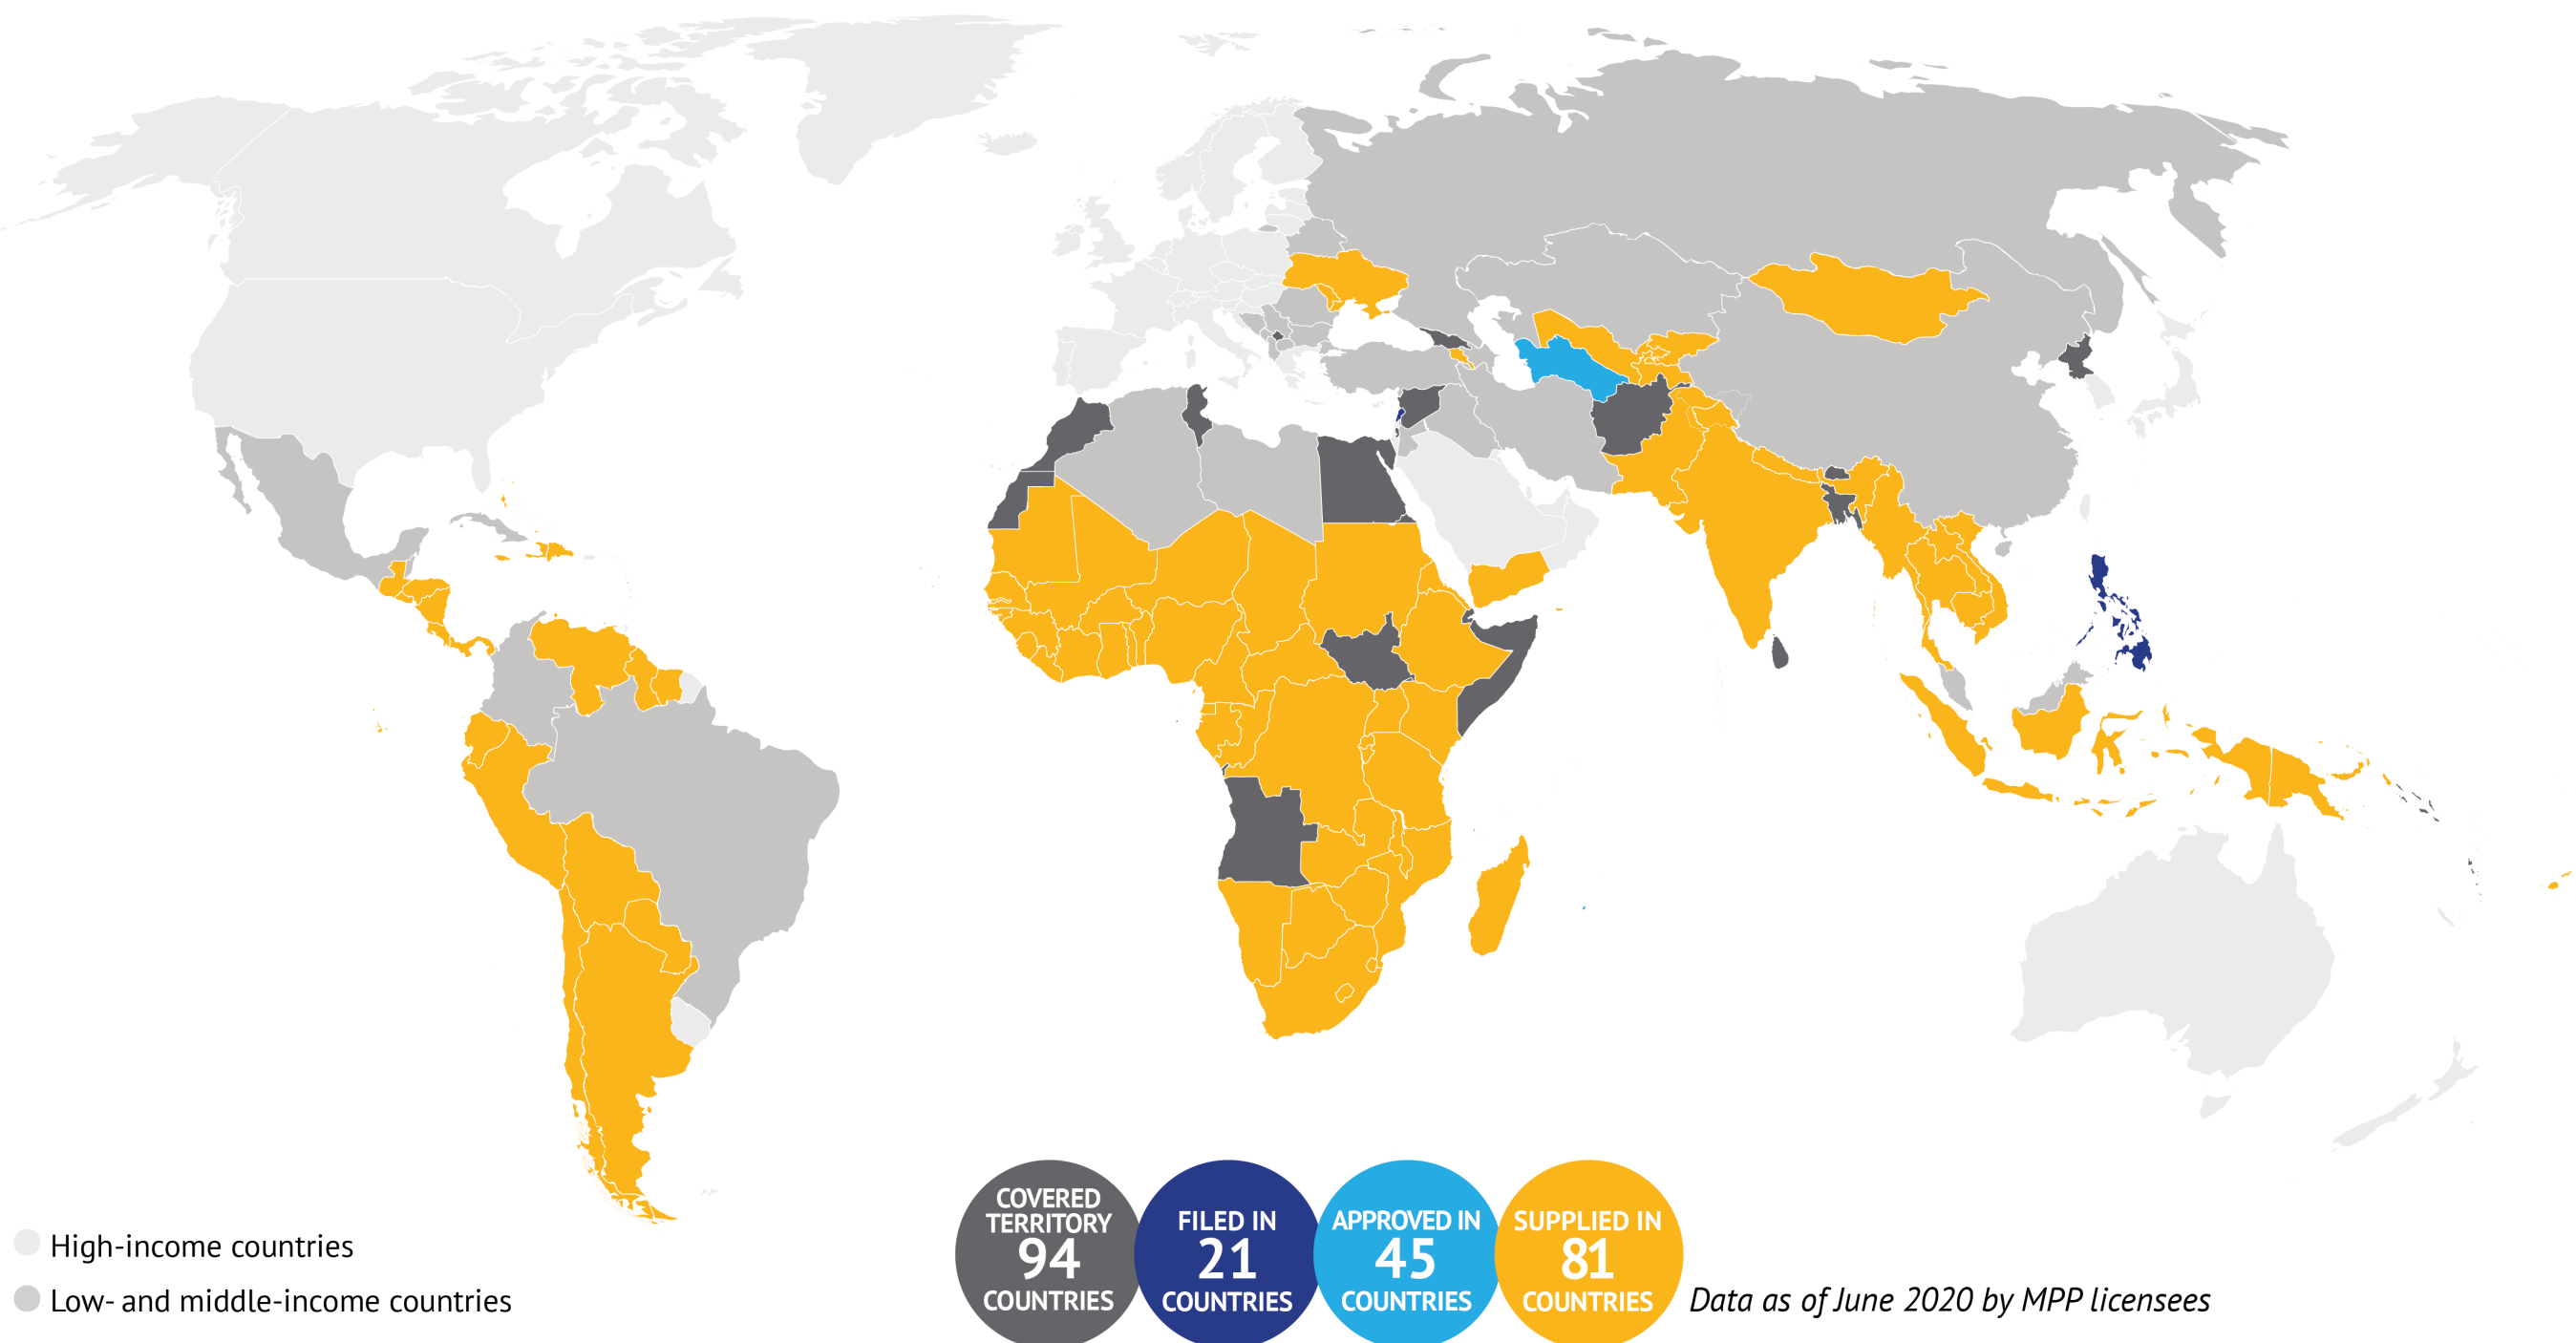 High-income countries
Low- and middle-income countries
COVERED
TERRITORY
94
COUNTRIES
FILED IN
21
COUNTRIES
APPROVED IN
45
COUNTRIES
SUPPLIED IN
81
COUNTRIES
Data as of June 2020 by MPP licensees